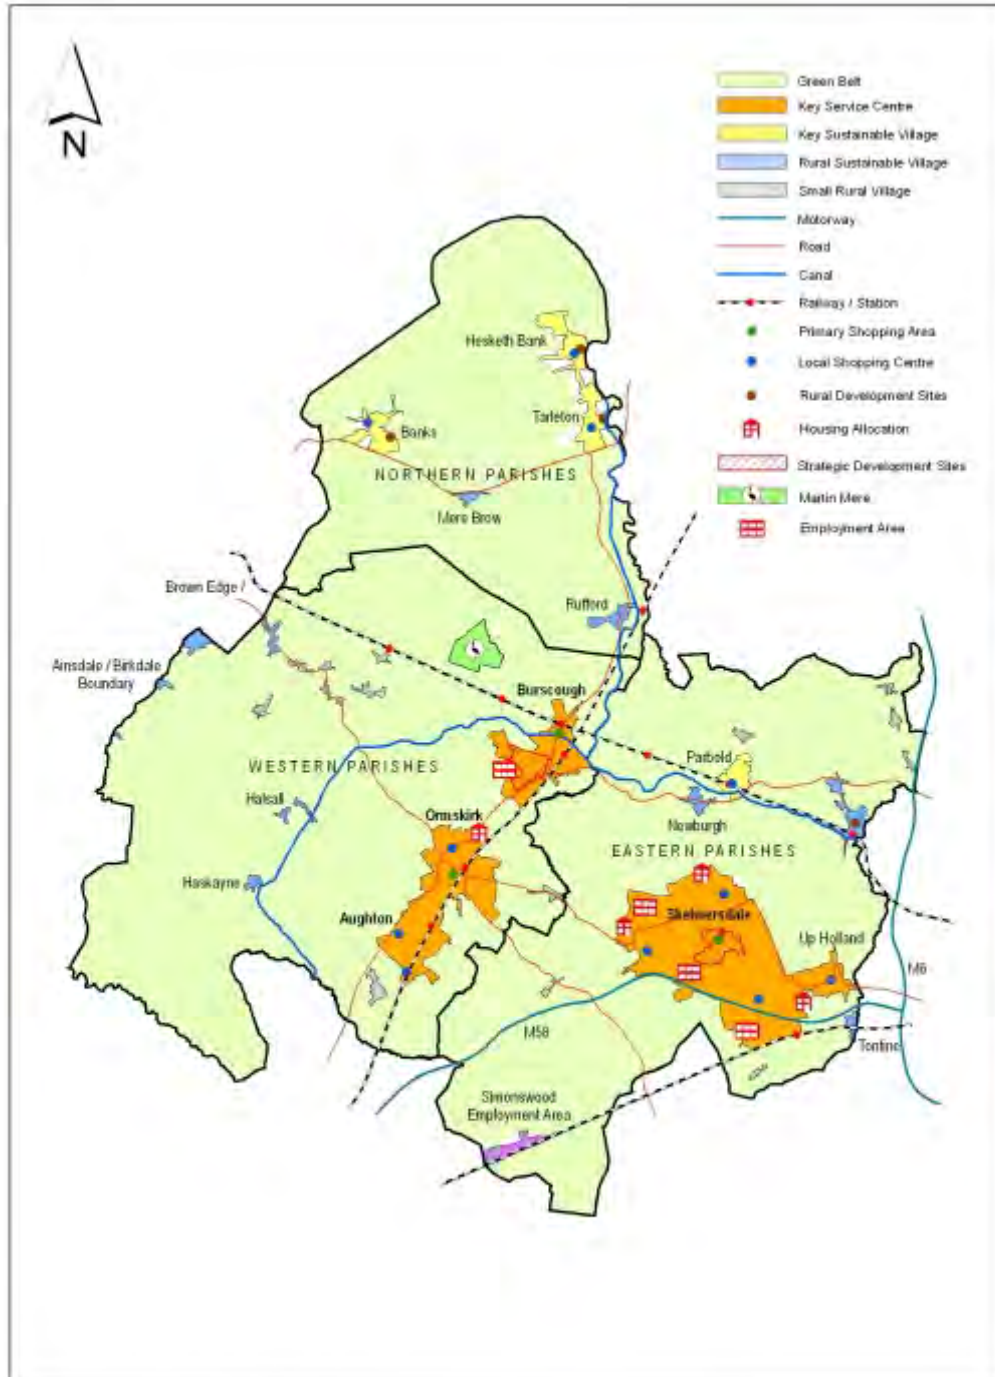 N
Green Belt
Key Service Centre
Key Sustainable Village
Rural Sustainable Village
Small Rural Village
Motorway
Road
Canal
Railway / Station
Primary Shopping Area
Local Shopping Centre
Rural Development Sites
Housing Allocation
Strategic Development Sites
Martin Mere
Employment Area
Hesketh Bank
Tarleton
Banks
NORTHERN PARISHES
Mere Brow
Brown Edge /
Rufford
Ainsdale / Birkdale
Boundary
Burscough
WESTERN PARISHES
Parbold
Halsall
Newburgh
Ormskirk
EASTERN PARISHES
Haskayne
Aughton
Skelmersdale
Up Holland
M6
M58
Tontine
Simonswood
Employment Area